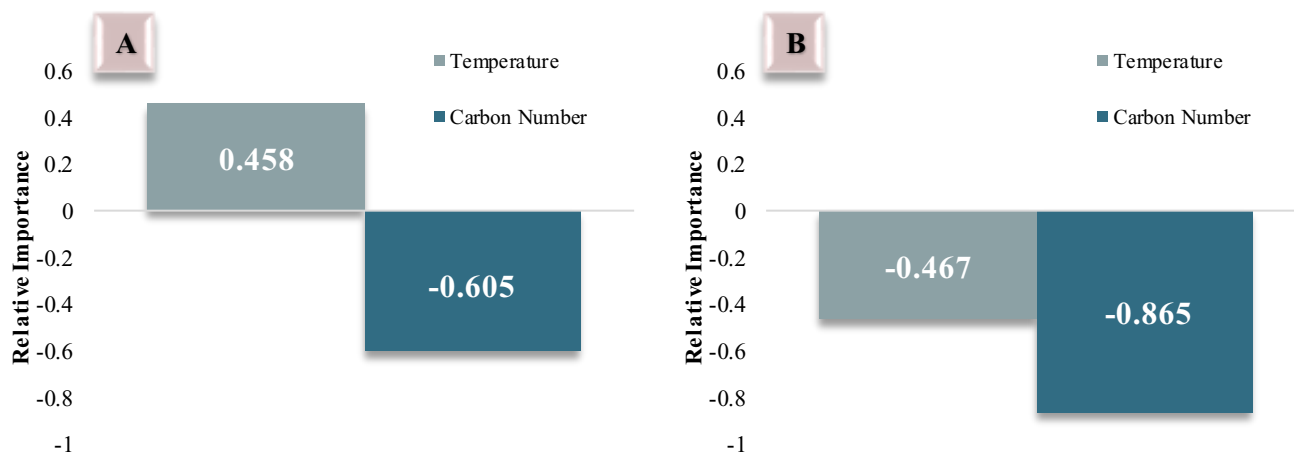 A
Temperature
Carbon Number
Relative Importance
0.6
0.4
0.2
0
-0.2
-0.4
-0.6
-0.8
-1
0.458
-0.605
B
Temperature
Carbon Number
Relative Importance
0.6
0.4
0.2
0
-0.2
-0.4
-0.6
-0.8
-1
-0.467
-0.865